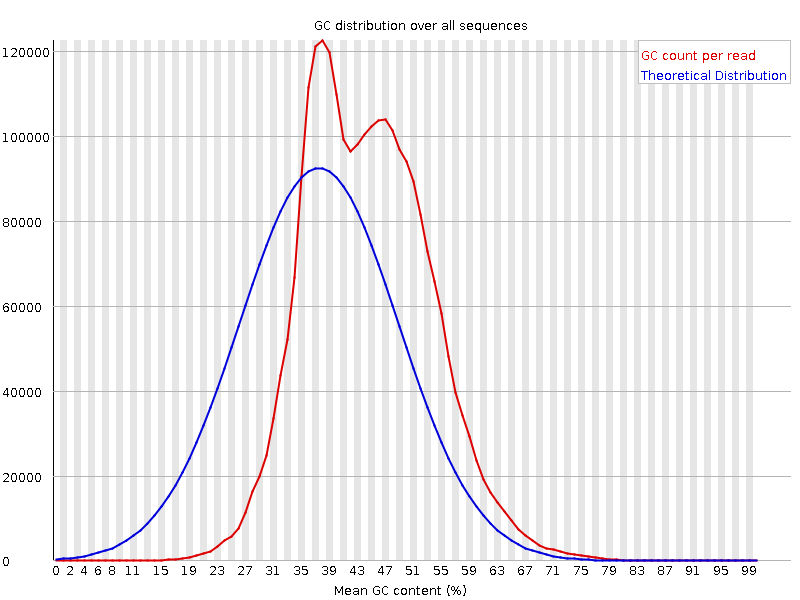 GC distribution over all sequences
GC count per read
Theoretical Distribution
120000
100000
80000
60000
40000
20000
0
0 2 4 6 8 11 15 19 23 27 31 35 39 43 47 51 55 59 63 67 71 75 79 83 87 91 95 99
Mean GC content (%)